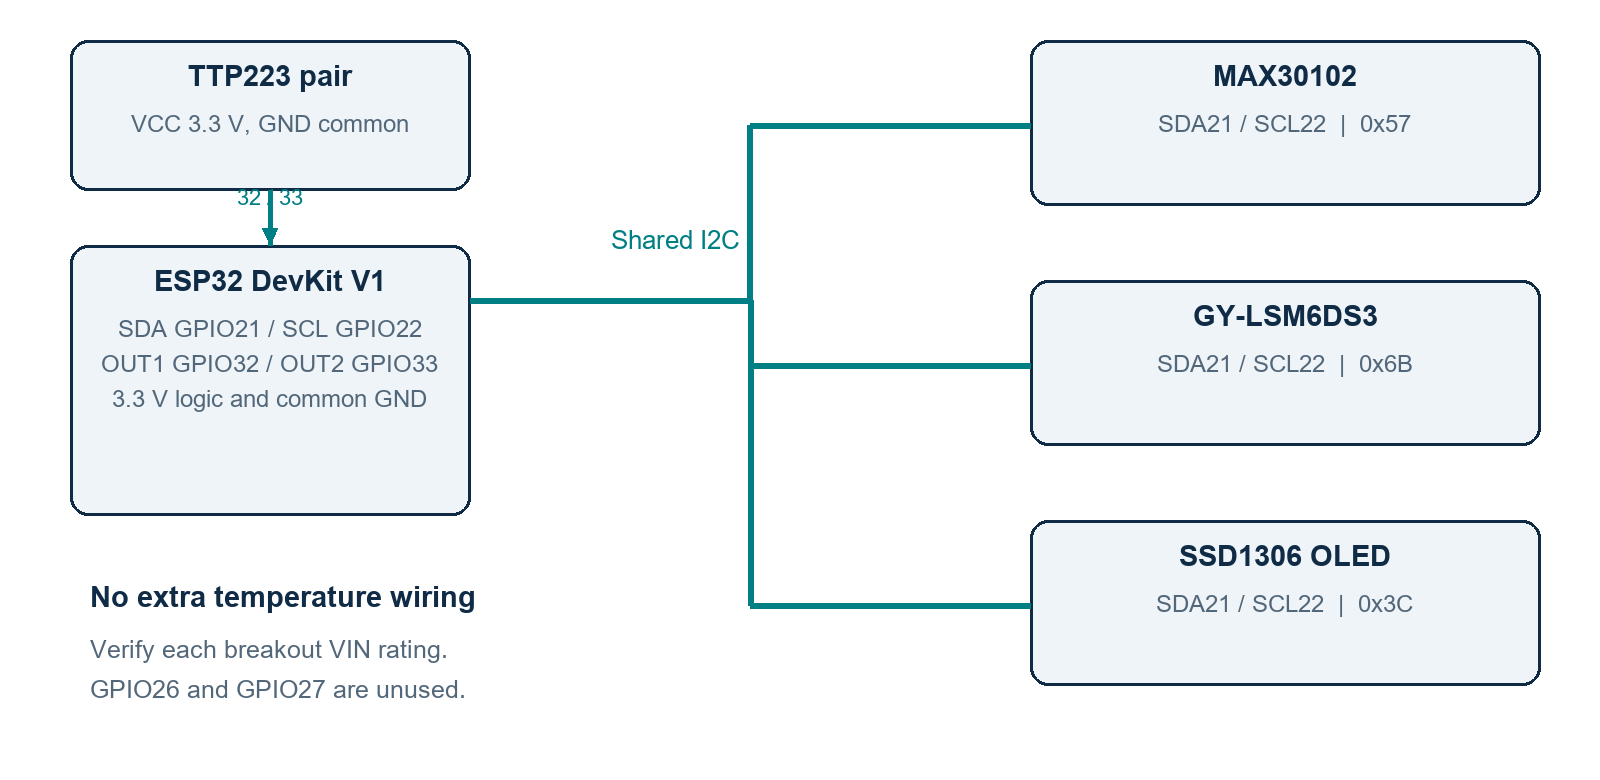 TTP223 pair
VCC 3.3 V, GND common
32 / 33
ESP32 DevKit V1
SDA GPIO21 / SCL GPIO22
OUT1 GPIO32 / OUT2 GPIO33
3.3 V logic and common GND
Shared I2C
MAX30102
SDA21 / SCL22 | 0x57
GY-LSM6DS3
SDA21 / SCL22 | 0x6B
SSD1306 OLED
SDA21 / SCL22 | 0x3C
No extra temperature wiring
Verify each breakout VIN rating.
GPIO26 and GPIO27 are unused.